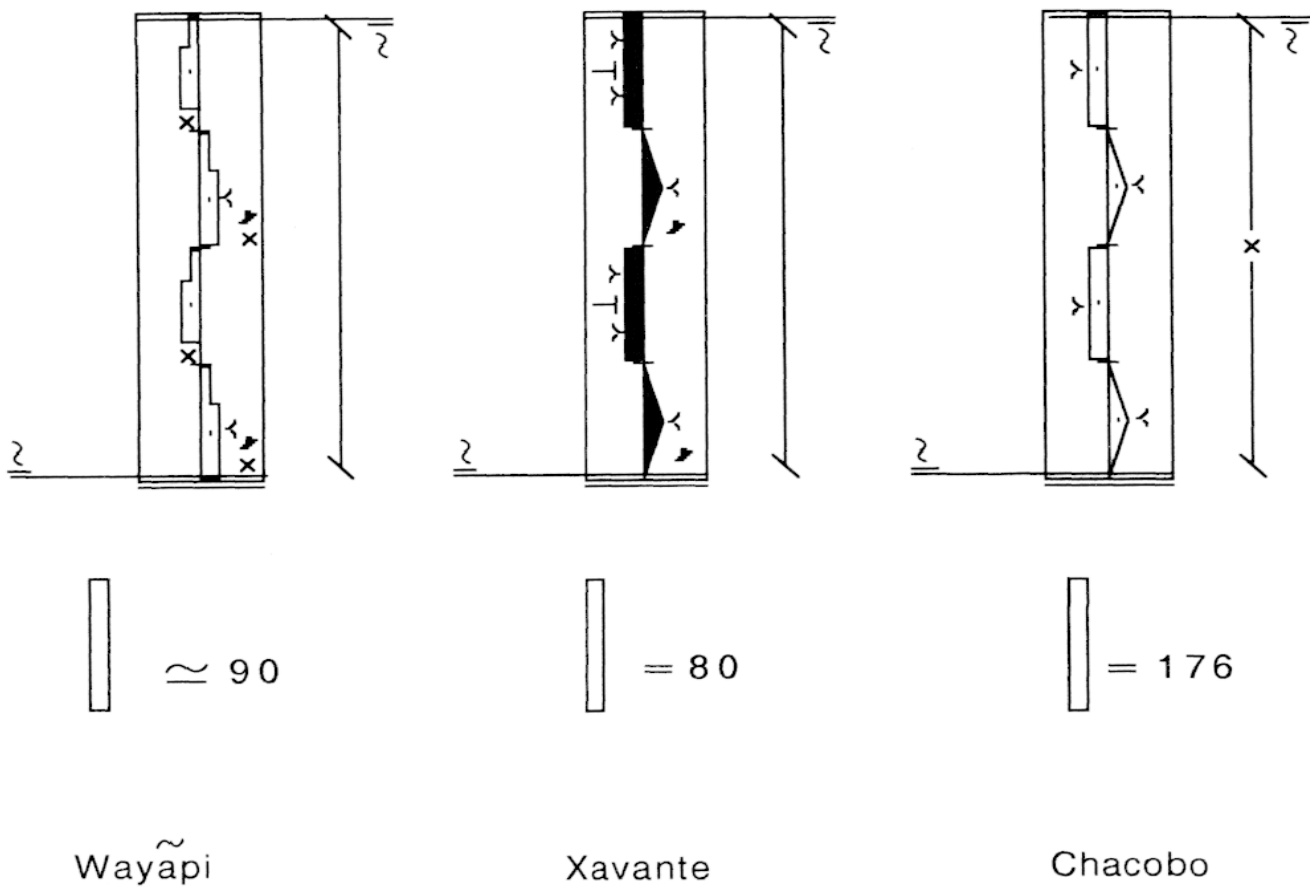 ≃ 90
= 80
= 176
Wayãpi
Xavante
Chacobo